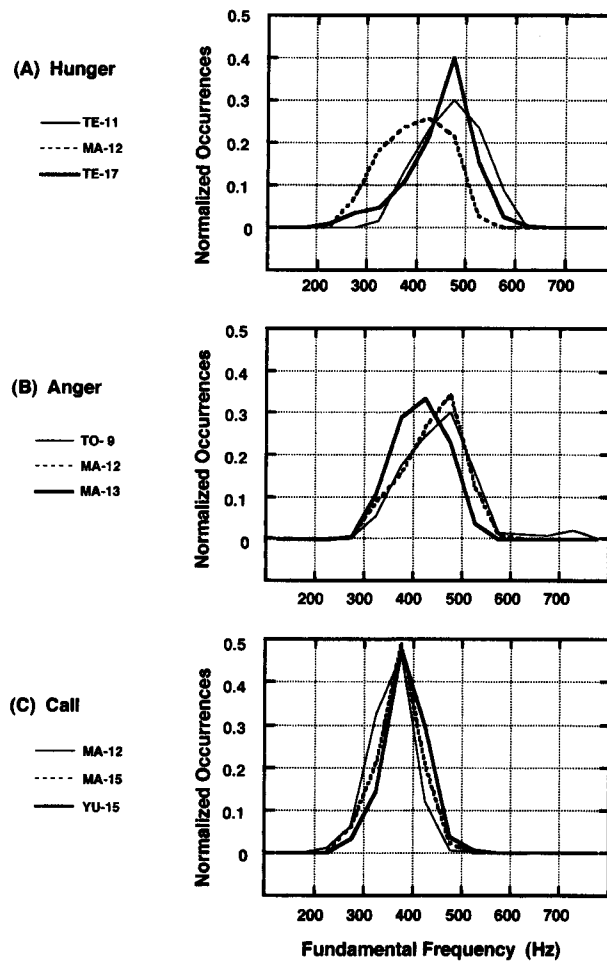 (A) Hunger
TE-11
MA-12
TE-17
Normalized Occurrences
0.5
0.4
0.3
0.2
0.1
0
200 300 400 500 600 700
(B) Anger
TO- 9
MA-12
MA-13
Normalized Occurrences
0.5
0.4
0.3
0.2
0.1
0
200 300 400 500 600 700
(C) Call
MA-12
MA-15
YU-15
Normalized Occurrences
0.5
0.4
0.3
0.2
0.1
0
200 300 400 500 600 700
Fundamental Frequency (Hz)